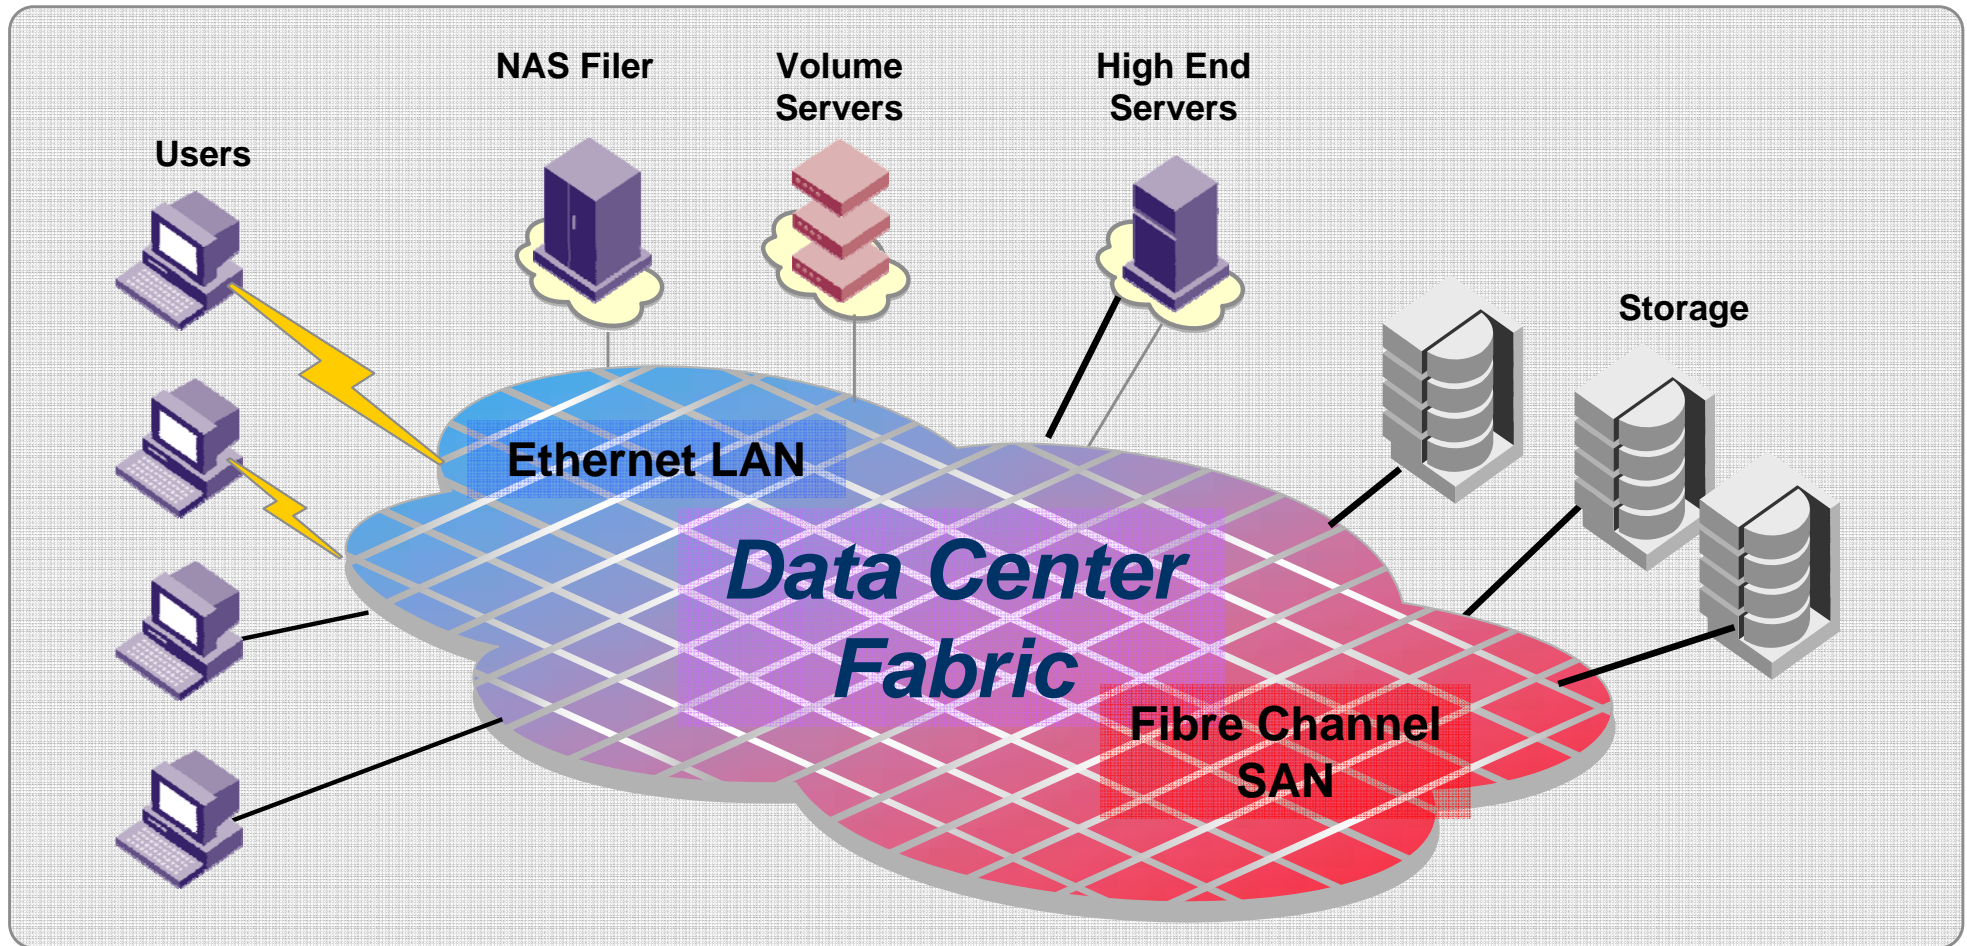 NAS Filer
Volume
Servers
High End
Servers
Users
Storage
Ethernet LAN
Data Center
Fabric
Fibre Channel
SAN